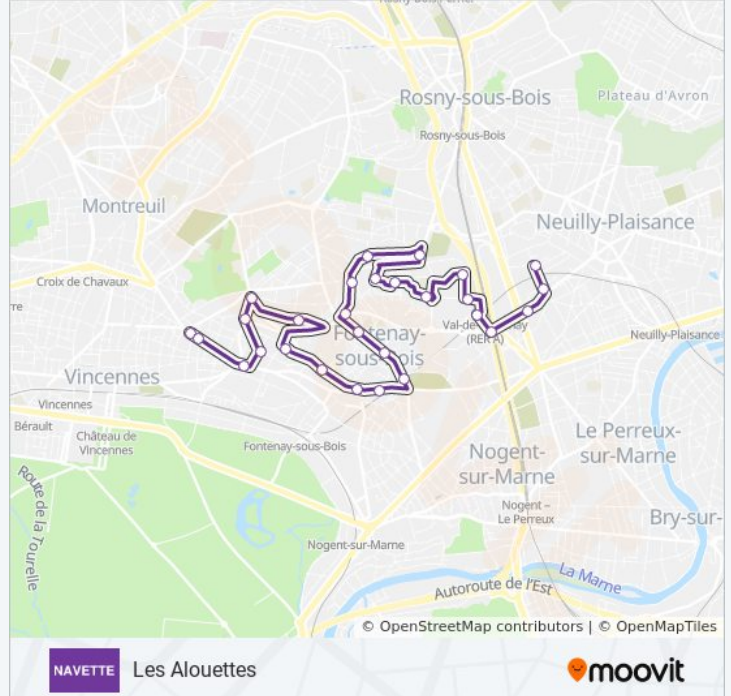 Rosny-sous-Bois
Plateau d'Avron
Rosny-sous-Bois
Montreuil
Neuilly-Plaisance
Croix de Chavaux
Fontenay-
sous-Bois
(RER A)
Neuilly-Plaisance
Vincennes
Vincennes
Bérault
Château de
Vincennes
Fontenay-sous-Bois
Le Perreux-
sur-Marne
Nogent-
sur-Marne
Nogent –
Le Perreux
Bry-sur-
Route de la Tourelle
Nogent-sur-Marne
La Marne
Autoroute de l'Est
© OpenStreetMap contributors | © OpenMapTiles
NAVETTE
Les Alouettes
moovit